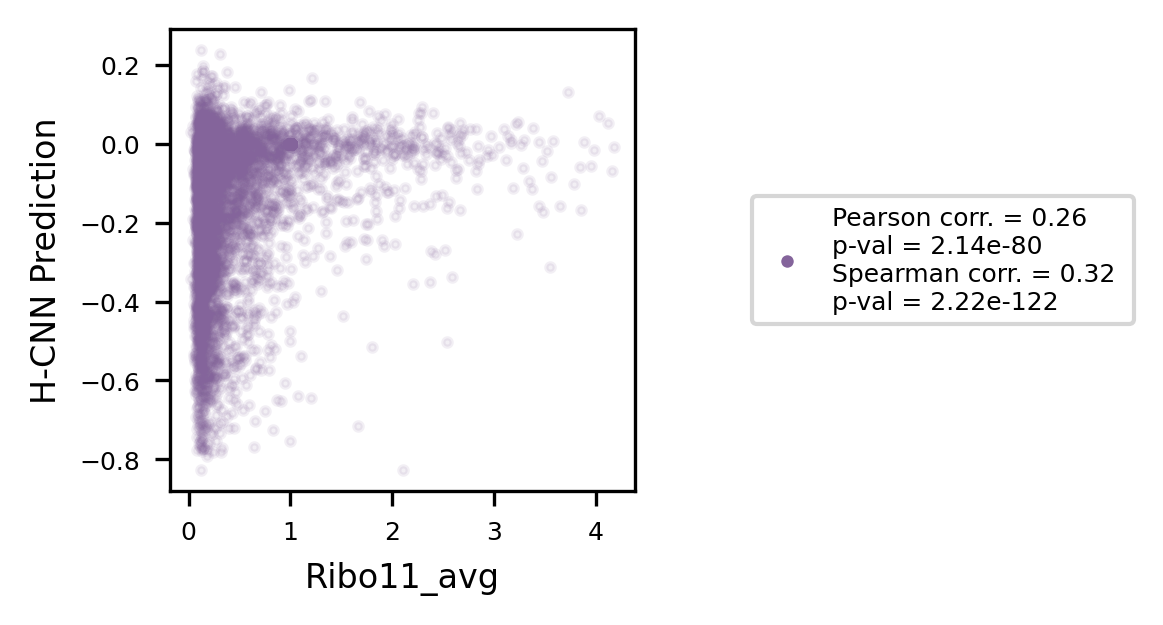 0.2
0.0
−0.2
−0.4
−0.6
−0.8
H-CNN Prediction
0 1 2 3 4
Ribo11_avg
Pearson corr. = 0.26
p-val = 2.14e-80
Spearman corr. = 0.32
p-val = 2.22e-122